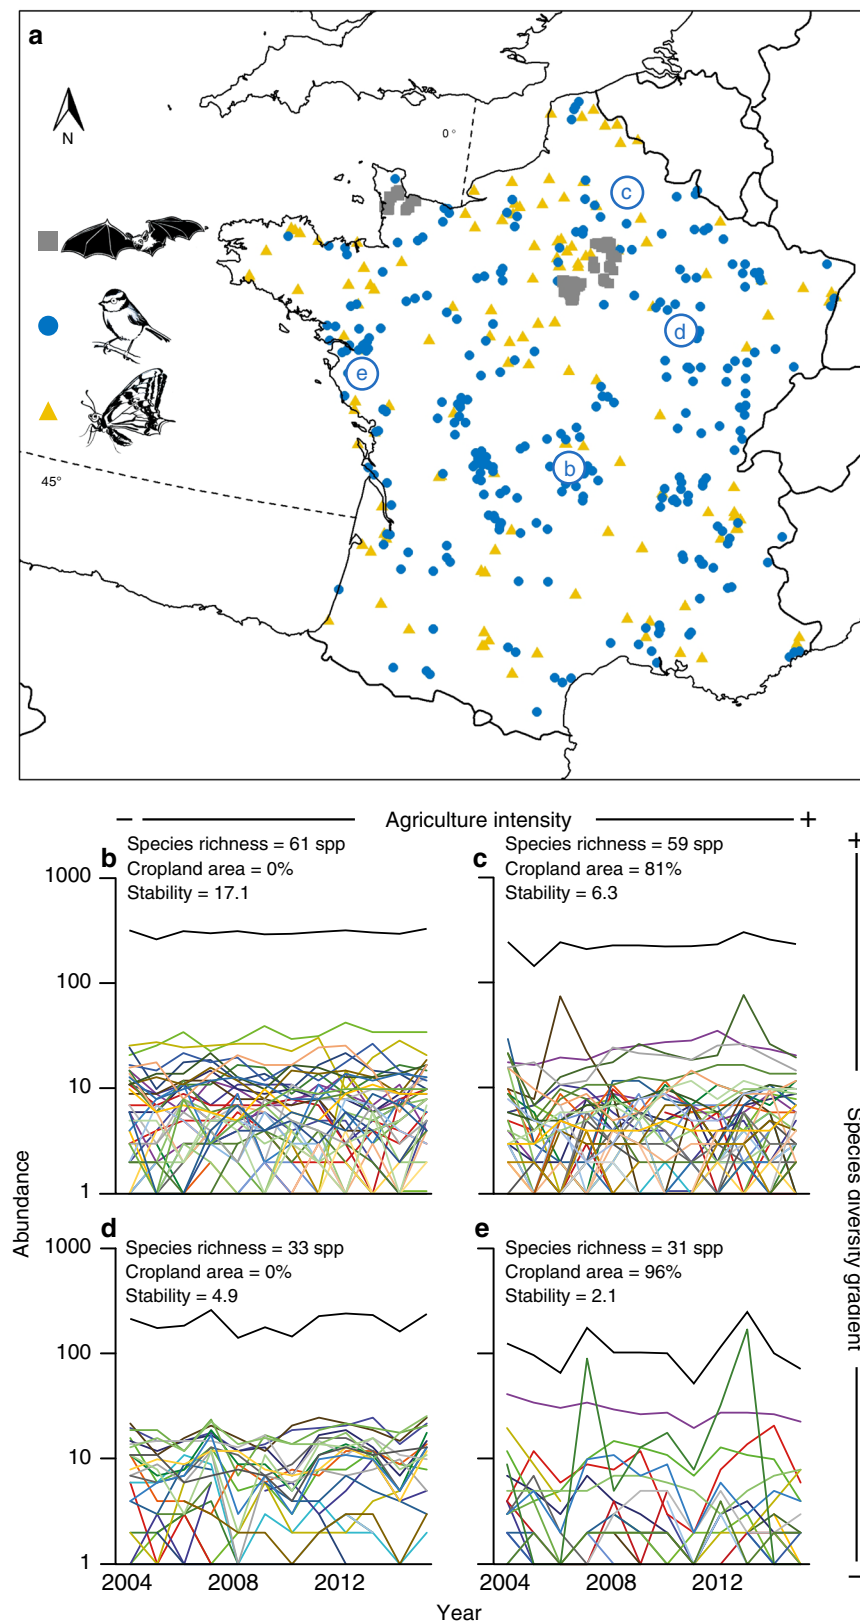 a
N
0°
c
d
e
b
45°
− Agriculture intensity +
b
Species richness = 61 spp
Cropland area = 0%
Stability = 17.1
1000
100
10
1
c
Species richness = 59 spp
Cropland area = 81%
Stability = 6.3
d
Species richness = 33 spp
Cropland area = 0%
Stability = 4.9
1000
100
10
1
2004
2008
2012
e
Species richness = 31 spp
Cropland area = 96%
Stability = 2.1
2004
2008
2012
Abundance
Year
+
Species diversity gradient
−